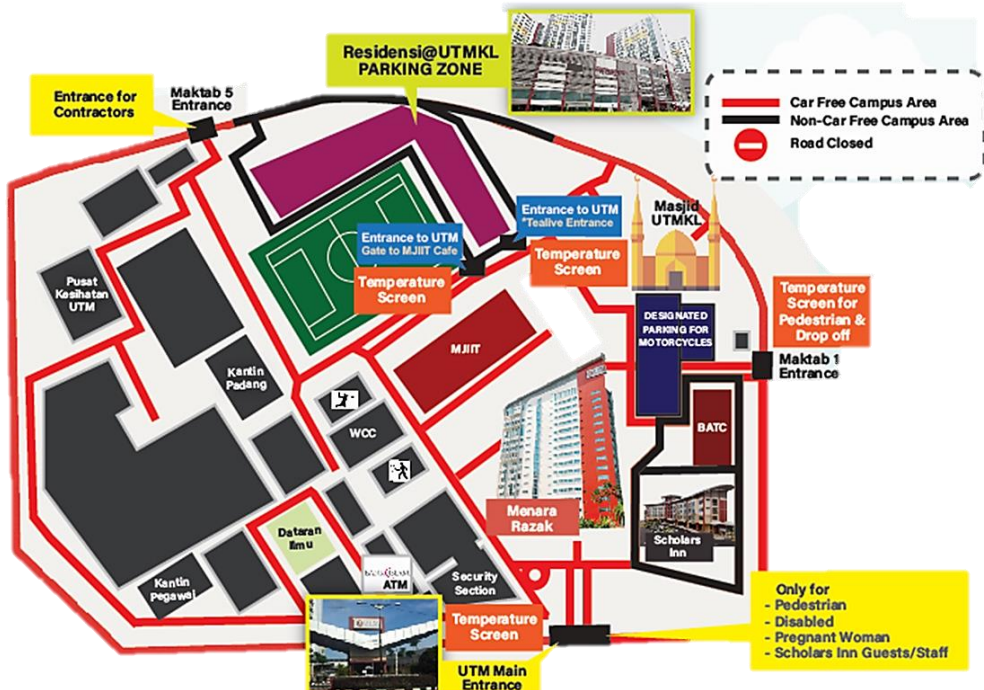 Residensi@UTMKL
PARKING ZONE
Entrance for
Contractors
Maktab 5
Entrance
Car Free Campus Area
Non-Car Free Campus Area
Road Closed
Masjid
UTMKL
Entrance to UTM
*Tealive Entrance
Entrance to UTM
Gate to MJIIT Cafe
Temperature
Screen
Temperature
Screen
Pusat
Kesihatan
UTM
Temperature
Screen for
Pedestrian &
Drop off
DESIGNATED
PARKING FOR
MOTORCYCLES
MJIIT
Maktab 1
Entrance
Kantin
Padang
WCC
BATC
Menara
Razak
Dataran
Ilmu
Scholars
Inn
ATM
Kantin
Pegawai
Security
Section
Temperature
Screen
UTM Main
Entrance
Only for
- Pedestrian
- Disabled
- Pregnant Woman
- Scholars Inn Guests/Staff